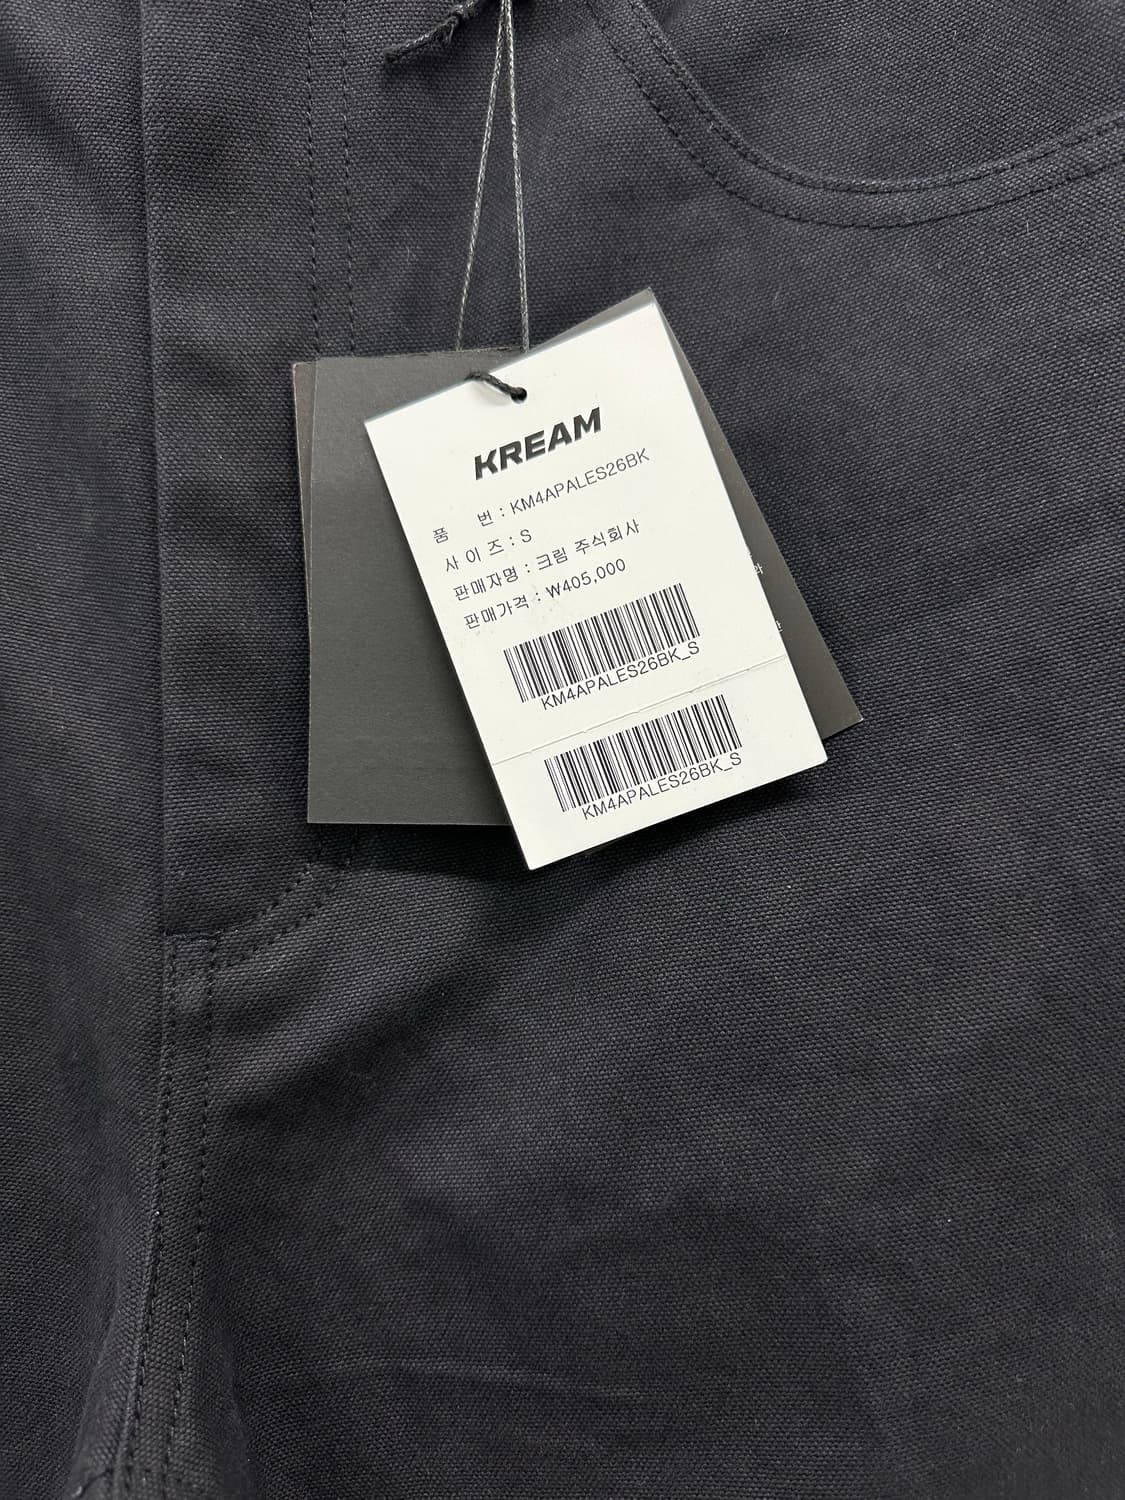 KREAM
품 번 : KM4APALES26BK
사 이 즈 : S
판매자명 : 크림 주식회사
판매가격 : ₩405,000
KM4APALES26BK_S
KM4APALES26BK_S